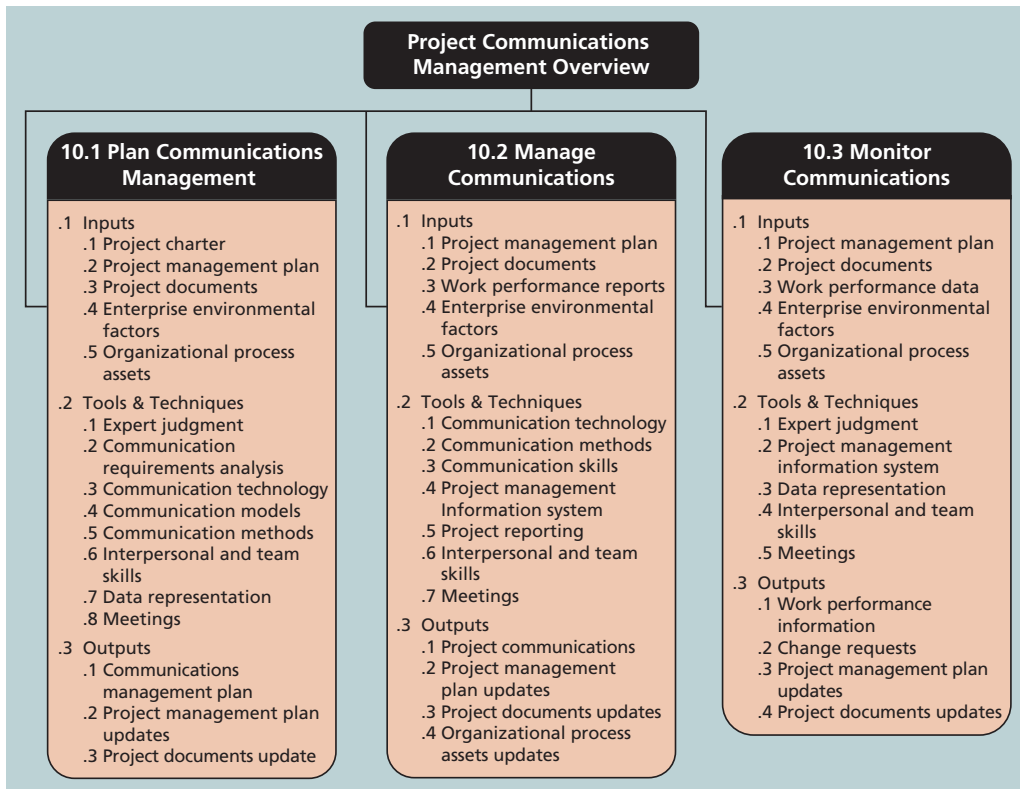 Project Communications
Management Overview
10.1 Plan Communications
Management
.1 Inputs
.1 Project charter
.2 Project management plan
.3 Project documents
.4 Enterprise environmental
factors
.5 Organizational process
assets
.2 Tools & Techniques
.1 Expert judgment
.2 Communication
requirements analysis
.3 Communication technology
.4 Communication models
.5 Communication methods
.6 Interpersonal and team
skills
.7 Data representation
.8 Meetings
.3 Outputs
.1 Communications
management plan
.2 Project management plan
updates
.3 Project documents update
10.2 Manage
Communications
.1 Inputs
.1 Project management plan
.2 Project documents
.3 Work performance reports
.4 Enterprise environmental
factors
.5 Organizational process
assets
.2 Tools & Techniques
.1 Communication technology
.2 Communication methods
.3 Communication skills
.4 Project management
Information system
.5 Project reporting
.6 Interpersonal and team
skills
.7 Meetings
.3 Outputs
.1 Project communications
.2 Project management
plan updates
.3 Project documents updates
.4 Organizational process
assets updates
10.3 Monitor
Communications
.1 Inputs
.1 Project management plan
.2 Project documents
.3 Work performance data
.4 Enterprise environmental
factors
.5 Organizational process
assets
.2 Tools & Techniques
.1 Expert judgment
.2 Project management
information system
.3 Data representation
.4 Interpersonal and team
skills
.5 Meetings
.3 Outputs
.1 Work performance
information
.2 Change requests
.3 Project management plan
updates
.4 Project documents updates